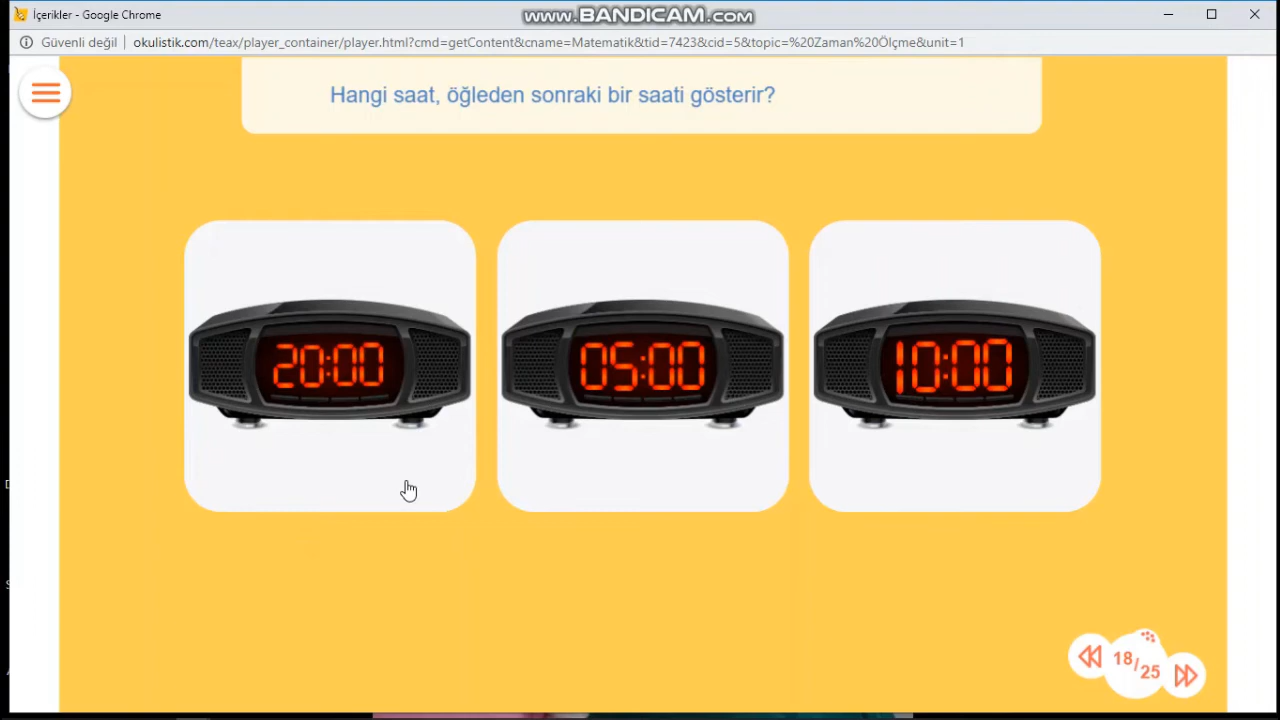 İçerikler - Google Chrome
www.BANDICAM.com
Güvenli değil
okulistik.com/teax/player_container/player.html?cmd=getContent&cname=Matematik&tid=7423&cid=5&topic=%20Zaman%20Ölçme&unit=1
Hangi saat, öğleden sonraki bir saati gösterir?
20:00
05:00
10:00
18/25